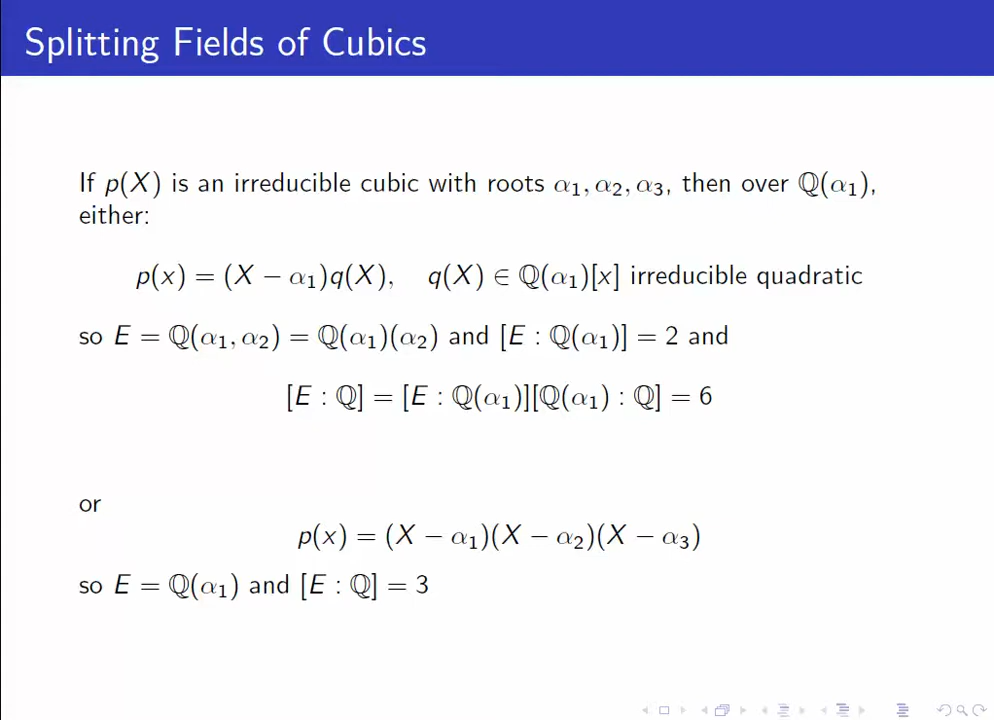 Splitting Fields of Cubics
If p(X) is an irreducible cubic with roots α₁, α₂, α₃, then over ℚ(α₁),
either:
p(x) = (X − α₁)q(X), q(X) ∈ ℚ(α₁)[x] irreducible quadratic
so E = ℚ(α₁, α₂) = ℚ(α₁)(α₂) and [E : ℚ(α₁)] = 2 and
[E : ℚ] = [E : ℚ(α₁)][ℚ(α₁) : ℚ] = 6
or
p(x) = (X − α₁)(X − α₂)(X − α₃)
so E = ℚ(α₁) and [E : ℚ] = 3